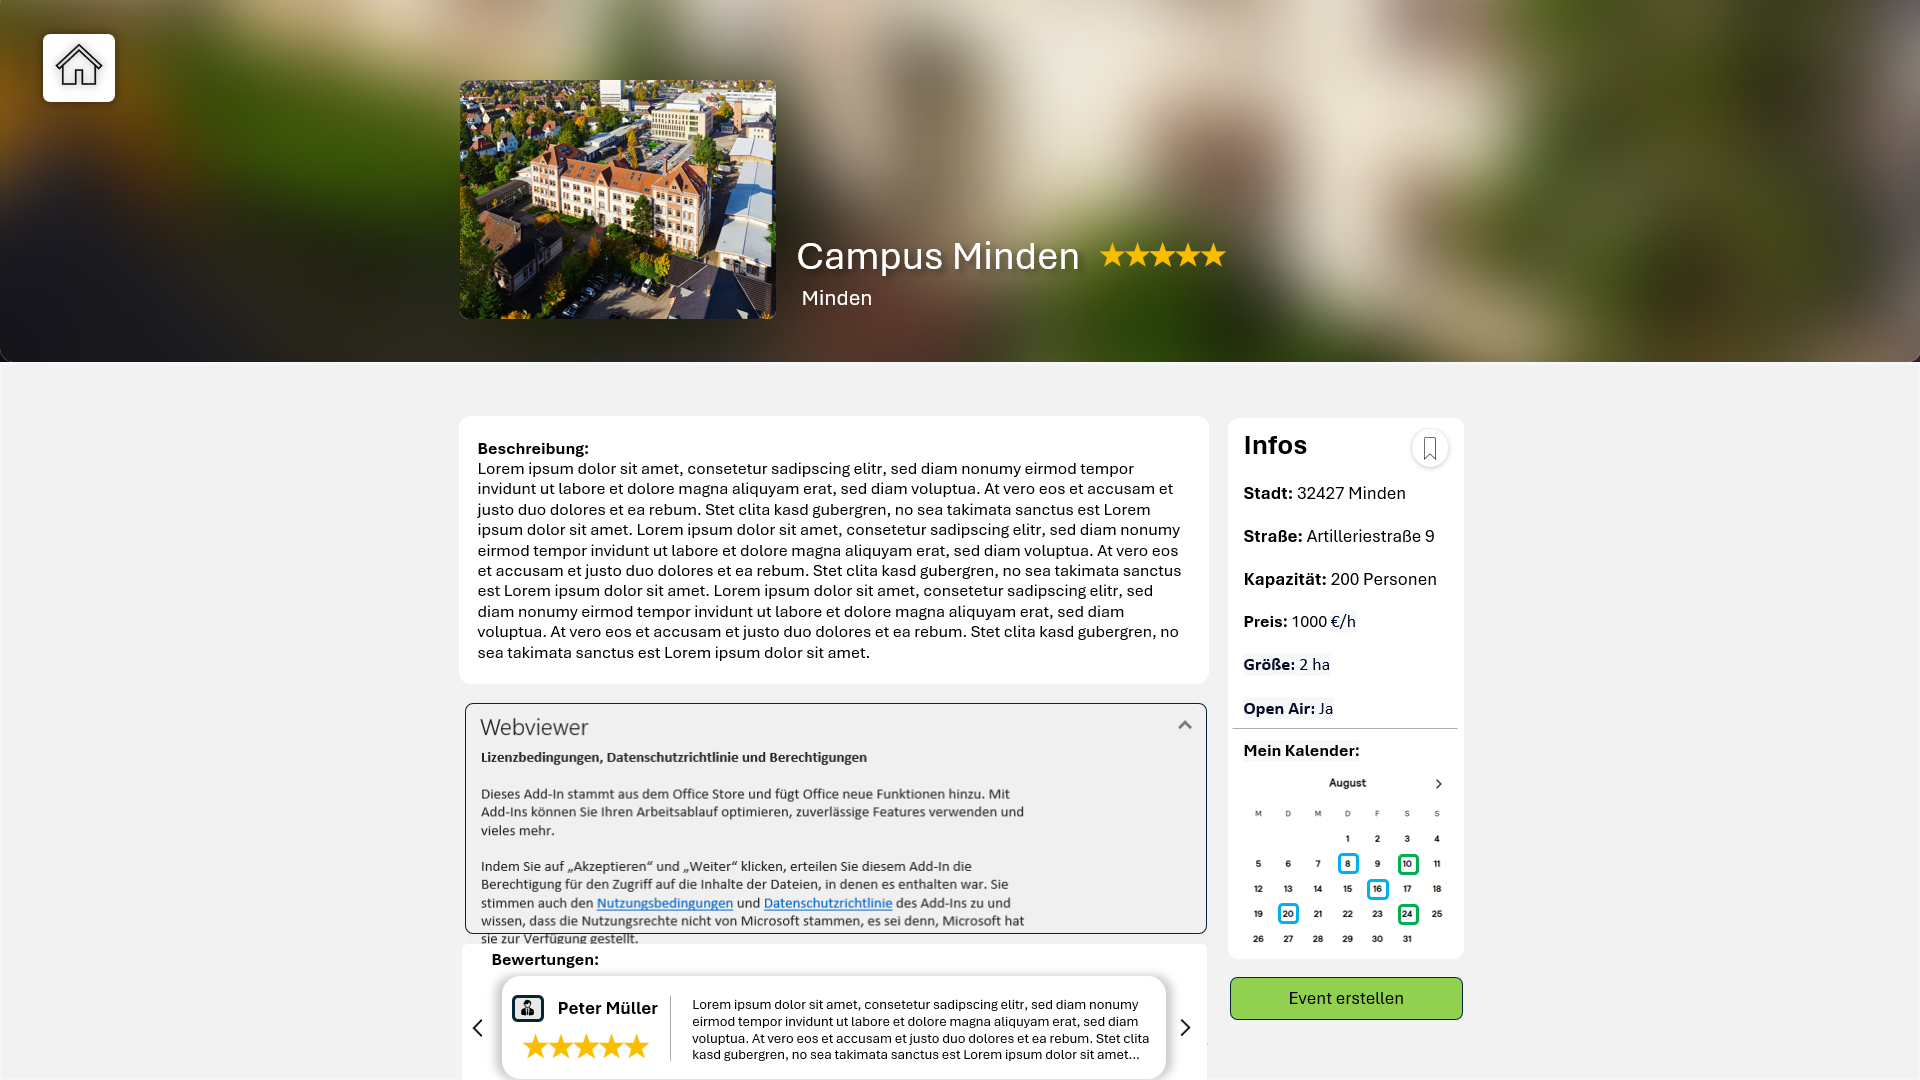 Campus Minden
Minden
Beschreibung:
Lorem ipsum dolor sit amet, consetetur sadipscing elitr, sed diam nonumy eirmod tempor
invidunt ut labore et dolore magna aliquyam erat, sed diam voluptua. At vero eos et accusam et
justo duo dolores et ea rebum. Stet clita kasd gubergren, no sea takimata sanctus est Lorem
ipsum dolor sit amet. Lorem ipsum dolor sit amet, consetetur sadipscing elitr, sed diam nonumy
eirmod tempor invidunt ut labore et dolore magna aliquyam erat, sed diam voluptua. At vero eos
et accusam et justo duo dolores et ea rebum. Stet clita kasd gubergren, no sea takimata sanctus
est Lorem ipsum dolor sit amet. Lorem ipsum dolor sit amet, consetetur sadipscing elitr, sed
diam nonumy eirmod tempor invidunt ut labore et dolore magna aliquyam erat, sed diam
voluptua. At vero eos et accusam et justo duo dolores et ea rebum. Stet clita kasd gubergren, no
sea takimata sanctus est Lorem ipsum dolor sit amet.
Webviewer
Lizenzbedingungen, Datenschutzrichtlinie und Berechtigungen
Dieses Add-In stammt aus dem Office Store und fügt Office neue Funktionen hinzu. Mit
Add-Ins können Sie Ihren Arbeitsablauf optimieren, zuverlässige Features verwenden und
vieles mehr.
Indem Sie auf „Akzeptieren“ und „Weiter“ klicken, erteilen Sie diesem Add-In die
Berechtigung für den Zugriff auf die Inhalte der Dateien, in denen es enthalten war. Sie
stimmen auch den Nutzungsbedingungen und Datenschutzrichtlinie des Add-Ins zu und
wissen, dass die Nutzungsrechte nicht von Microsoft stammen, es sei denn, Microsoft hat
sie zur Verfügung gestellt.
Bewertungen:
Peter Müller
Lorem ipsum dolor sit amet, consetetur sadipscing elitr, sed diam nonumy
eirmod tempor invidunt ut labore et dolore magna aliquyam erat, sed diam
voluptua. At vero eos et accusam et justo duo dolores et ea rebum. Stet clita
kasd gubergren, no sea takimata sanctus est Lorem ipsum dolor sit amet...
Infos
Stadt: 32427 Minden
Straße: Artilleriestraße 9
Kapazität: 200 Personen
Preis: 1000 €/h
Größe: 2 ha
Open Air: Ja
Mein Kalender:
August
M D M D F S S
1 2 3 4
5 6 7 8 9 10 11
12 13 14 15 16 17 18
19 20 21 22 23 24 25
26 27 28 29 30 31
Event erstellen